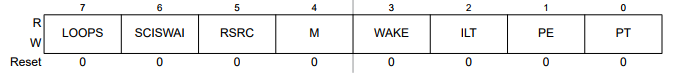 7 6 5 4 3 2 1 0
R
W
LOOPS SCISWAI RSRC M WAKE ILT PE PT
Reset 0 0 0 0 0 0 0 0